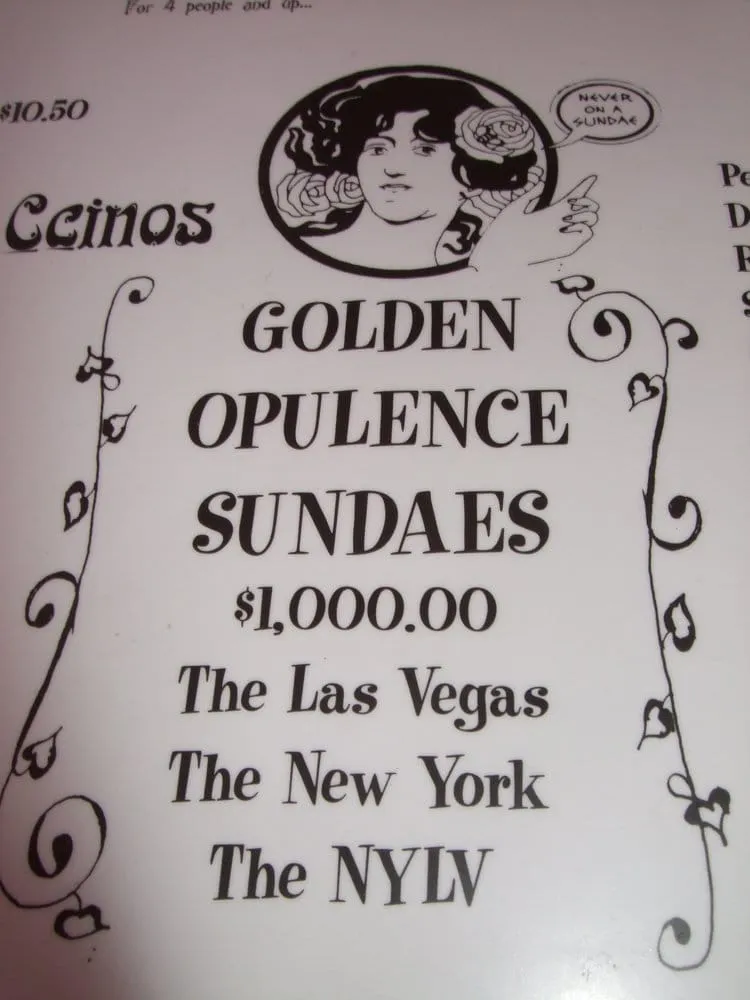 For 4 people and up...
$10.50
NEVER
ON A
SUNDAE
Ccinos
GOLDEN
OPULENCE
SUNDAES
$1,000.00
The Las Vegas
The New York
The NYLV